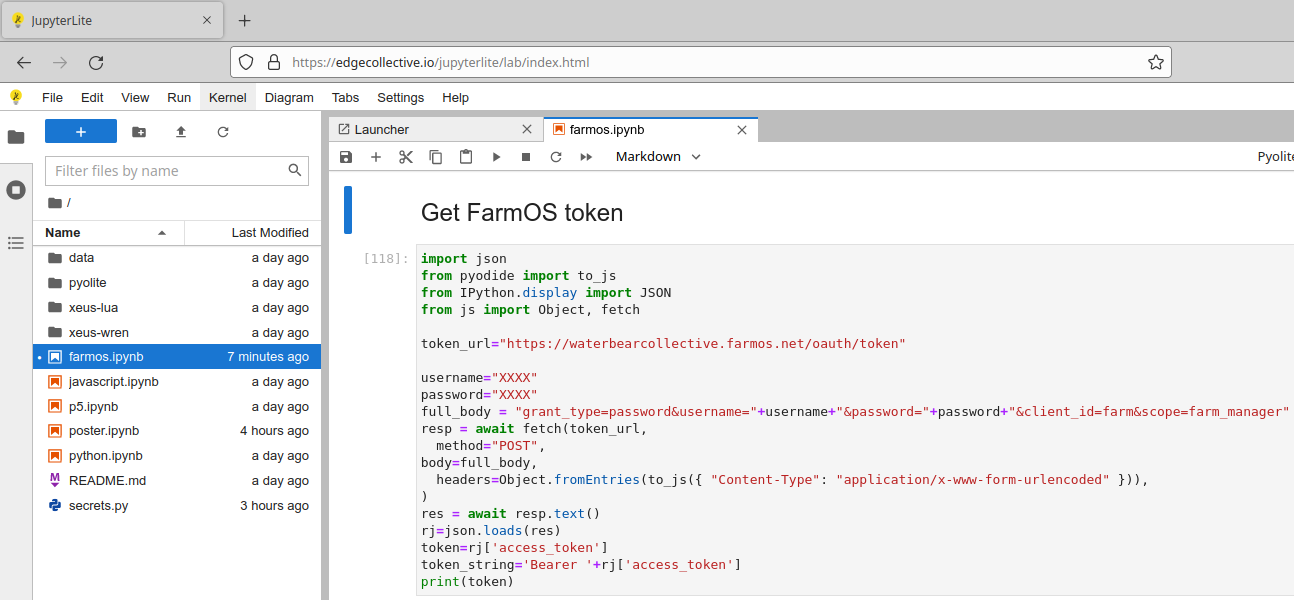 JupyterLite
https://edgecollective.io/jupyterlite/lab/index.html
File Edit View Run Kernel Diagram Tabs Settings Help
Filter files by name
/
Name Last Modified
data a day ago
pyolite a day ago
xeus-lua a day ago
xeus-wren a day ago
farmos.ipynb 7 minutes ago
javascript.ipynb a day ago
p5.ipynb a day ago
poster.ipynb 4 hours ago
python.ipynb a day ago
README.md a day ago
secrets.py 3 hours ago
Launcher farmos.ipynb
Markdown Pyolite
Get FarmOS token
[118]:
import json
from pyodide import to_js
from IPython.display import JSON
from js import Object, fetch
token_url="https://waterbearcollective.farmos.net/oauth/token"
username="XXXX"
password="XXXX"
full_body = "grant_type=password&username="+username+"&password="+password+"&client_id=farm&scope=farm_manager"
resp = await fetch(token_url,
method="POST",
body=full_body,
headers=Object.fromEntries(to_js({ "Content-Type": "application/x-www-form-urlencoded" })),
)
res = await resp.text()
rj=json.loads(res)
token=rj['access_token']
token_string='Bearer '+rj['access_token']
print(token)